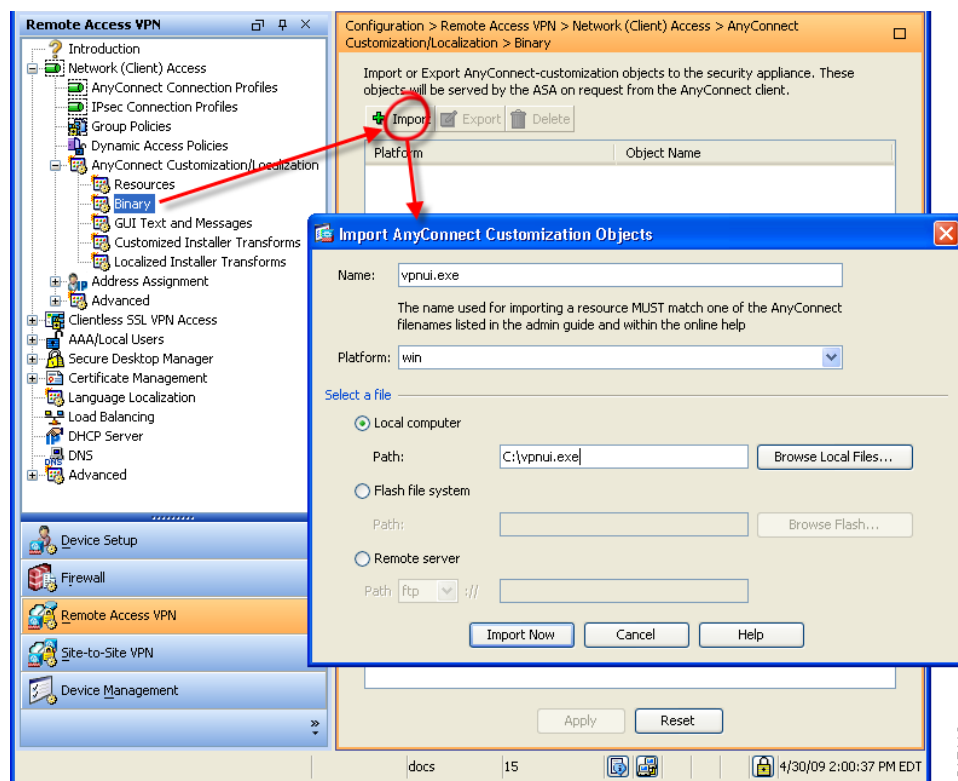 Remote Access VPN
Introduction
Network (Client) Access
AnyConnect Connection Profiles
IPsec Connection Profiles
Group Policies
Dynamic Access Policies
AnyConnect Customization/Localization
Resources
Binary
GUI Text and Messages
Customized Installer Transforms
Localized Installer Transforms
Address Assignment
Advanced
Clientless SSL VPN Access
AAA/Local Users
Secure Desktop Manager
Certificate Management
Language Localization
Load Balancing
DHCP Server
DNS
Advanced
Device Setup
Firewall
Remote Access VPN
Site-to-Site VPN
Device Management
Configuration > Remote Access VPN > Network (Client) Access > AnyConnect
Customization/Localization > Binary
Import or Export AnyConnect-customization objects to the security appliance. These
objects will be served by the ASA on request from the AnyConnect client.
Import Export Delete
Platform Object Name
Import AnyConnect Customization Objects
Name: vpnui.exe
The name used for importing a resource MUST match one of the AnyConnect
filenames listed in the admin guide and within the online help
Platform: win
Select a file
Local computer
Path: C:\vpnui.exe Browse Local Files...
Flash file system
Path: Browse Flash...
Remote server
Path ftp ://
Import Now Cancel Help
Apply Reset
docs 15 4/30/09 2:00:37 PM EDT